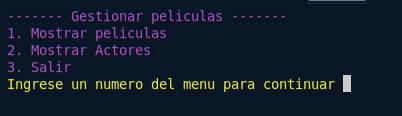 ------- Gestionar peliculas -------
1. Mostrar peliculas
2. Mostrar Actores
3. Salir
Ingrese un numero del menu para continuar